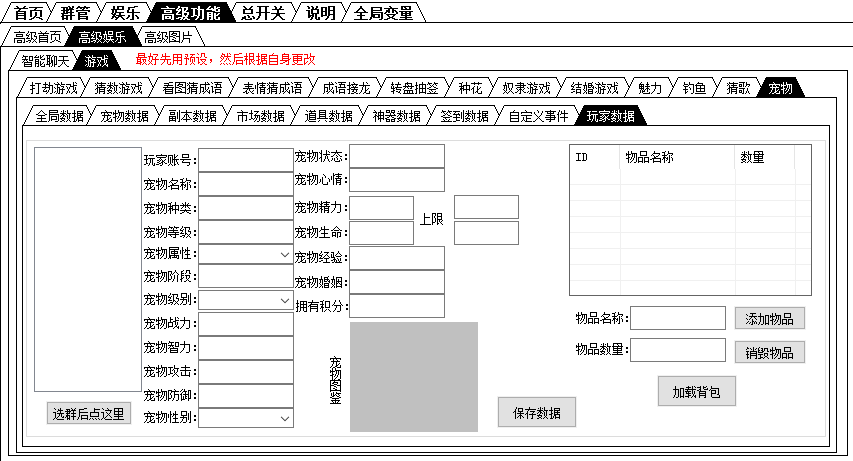 首页 群管 娱乐 高级功能 总开关 说明 全局变量
高级首页 高级娱乐 高级图片
智能聊天 游戏 最好先用预设，然后根据自身更改
打劫游戏 猜数游戏 看图猜成语 表情猜成语 成语接龙 转盘抽签 种花 奴隶游戏 结婚游戏 魅力 钓鱼 猜歌 宠物
全局数据 宠物数据 副本数据 市场数据 道具数据 神器数据 签到数据 自定义事件 玩家数据
选群后点这里
玩家账号:
宠物名称:
宠物种类:
宠物等级:
宠物属性:
宠物阶段:
宠物级别:
宠物战力:
宠物智力:
宠物攻击:
宠物防御:
宠物性别:
宠物状态:
宠物心情:
宠物精力:
上限
宠物生命:
宠物经验:
宠物婚姻:
拥有积分:
宠物图鉴
保存数据
ID 物品名称 数量
物品名称: 添加物品
物品数量: 销毁物品
加载背包